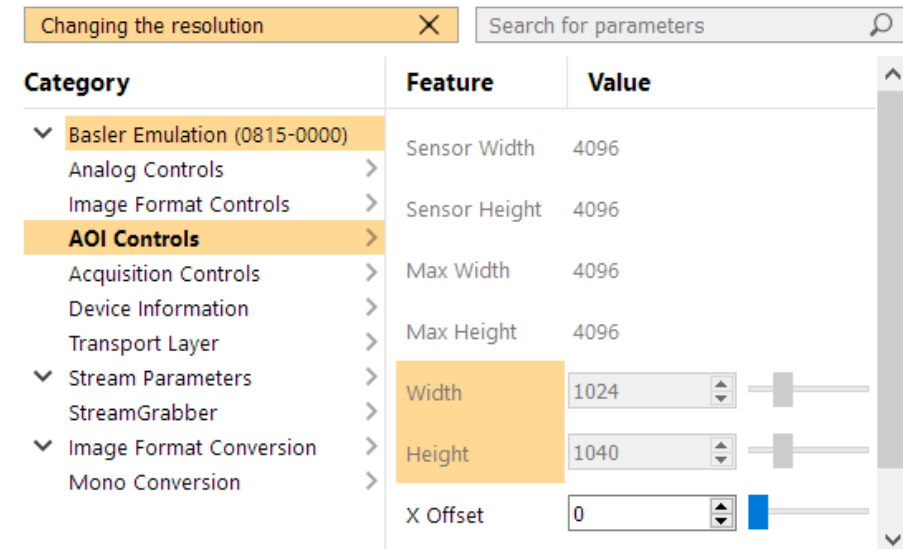 Changing the resolution
Search for parameters
Category
Feature
Value
Basler Emulation (0815-0000)
Analog Controls
Image Format Controls
AOI Controls
Acquisition Controls
Device Information
Transport Layer
Stream Parameters
StreamGrabber
Image Format Conversion
Mono Conversion
Sensor Width 4096
Sensor Height 4096
Max Width 4096
Max Height 4096
Width 1024
Height 1040
X Offset 0